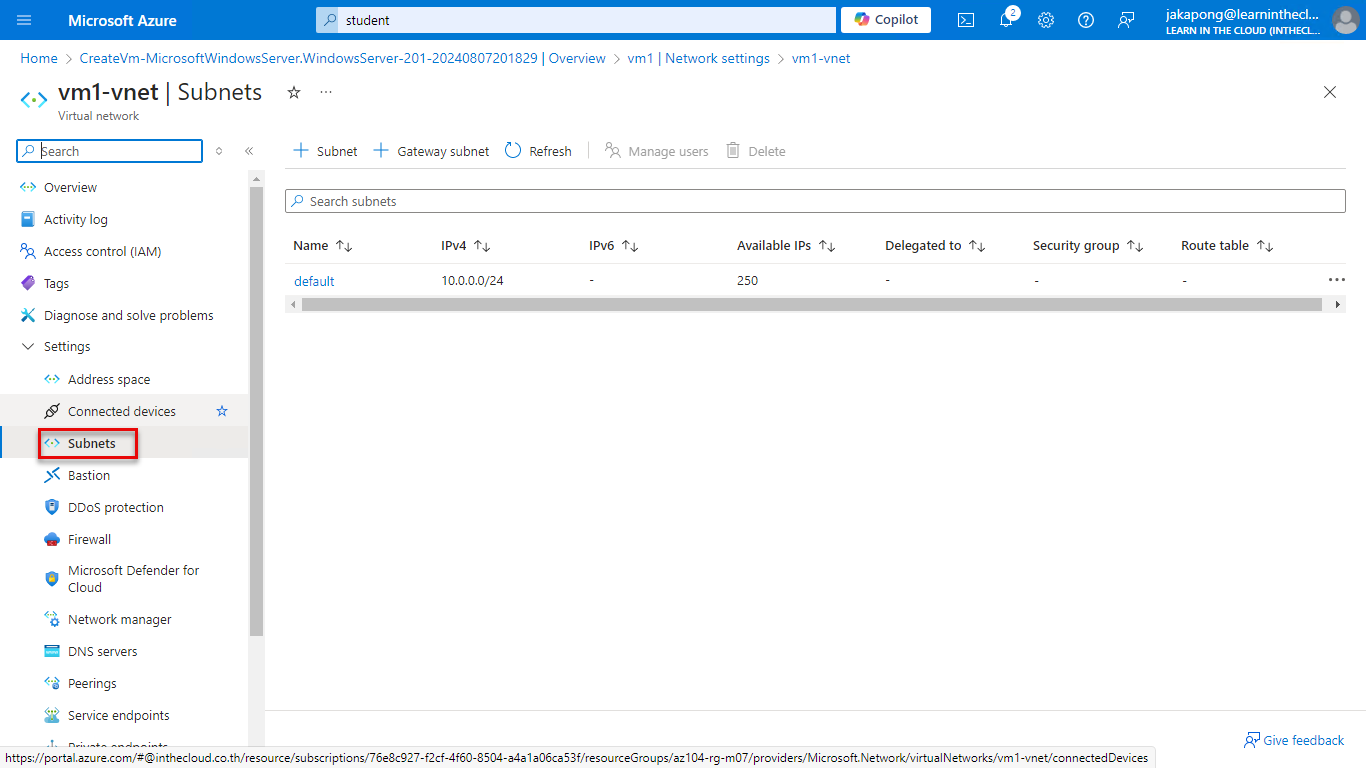 Microsoft Azure
student
Copilot
2
jakapong@learninthecl...
LEARN IN THE CLOUD (INTHECL...
Home > CreateVm-MicrosoftWindowsServer.WindowsServer-201-20240807201829 | Overview > vm1 | Network settings > vm1-vnet
vm1-vnet | Subnets
Virtual network
Search
Subnet Gateway subnet Refresh Manage users Delete
Search subnets
Name IPv4 IPv6 Available IPs Delegated to Security group Route table
default 10.0.0.0/24 - 250 - - -
Overview
Activity log
Access control (IAM)
Tags
Diagnose and solve problems
Settings
Address space
Connected devices
Subnets
Bastion
DDoS protection
Firewall
Microsoft Defender for
Cloud
Network manager
DNS servers
Peerings
Service endpoints
Private endpoints
Give feedback
https://portal.azure.com/#@inthecloud.co.th/resource/subscriptions/76e8c927-f2cf-4f60-8504-a4a1a06ca53f/resourceGroups/az104-rg-m07/providers/Microsoft.Network/virtualNetworks/vm1-vnet/connectedDevices